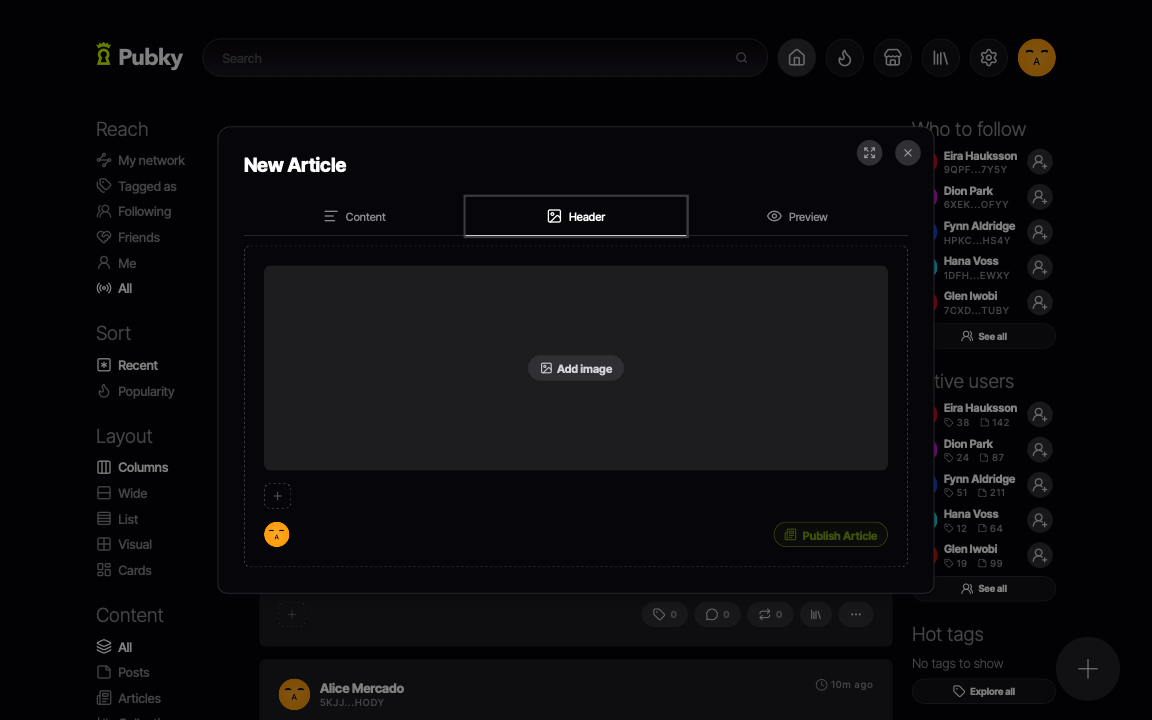 Pubky
Search
A
Reach
My network
Tagged as
Following
Friends
Me
All
Sort
Recent
Popularity
Layout
Columns
Wide
List
Visual
Cards
Content
All
Posts
Articles
New Article
Content
Header
Preview
Add image
A
Publish Article
0
0
0
A
Alice Mercado
5KJJ...HODY
10m ago
Who to follow
Eira Hauksson
9QPF...7Y5Y
Dion Park
6XEK...OFYY
Fynn Aldridge
HPKC...HS4Y
Hana Voss
1DFH...EWXY
Glen Iwobi
7CXD...TUBY
See all
tive users
Eira Hauksson
38 142
Dion Park
24 87
Fynn Aldridge
51 211
Hana Voss
12 64
Glen Iwobi
19 99
See all
Hot tags
No tags to show
Explore all